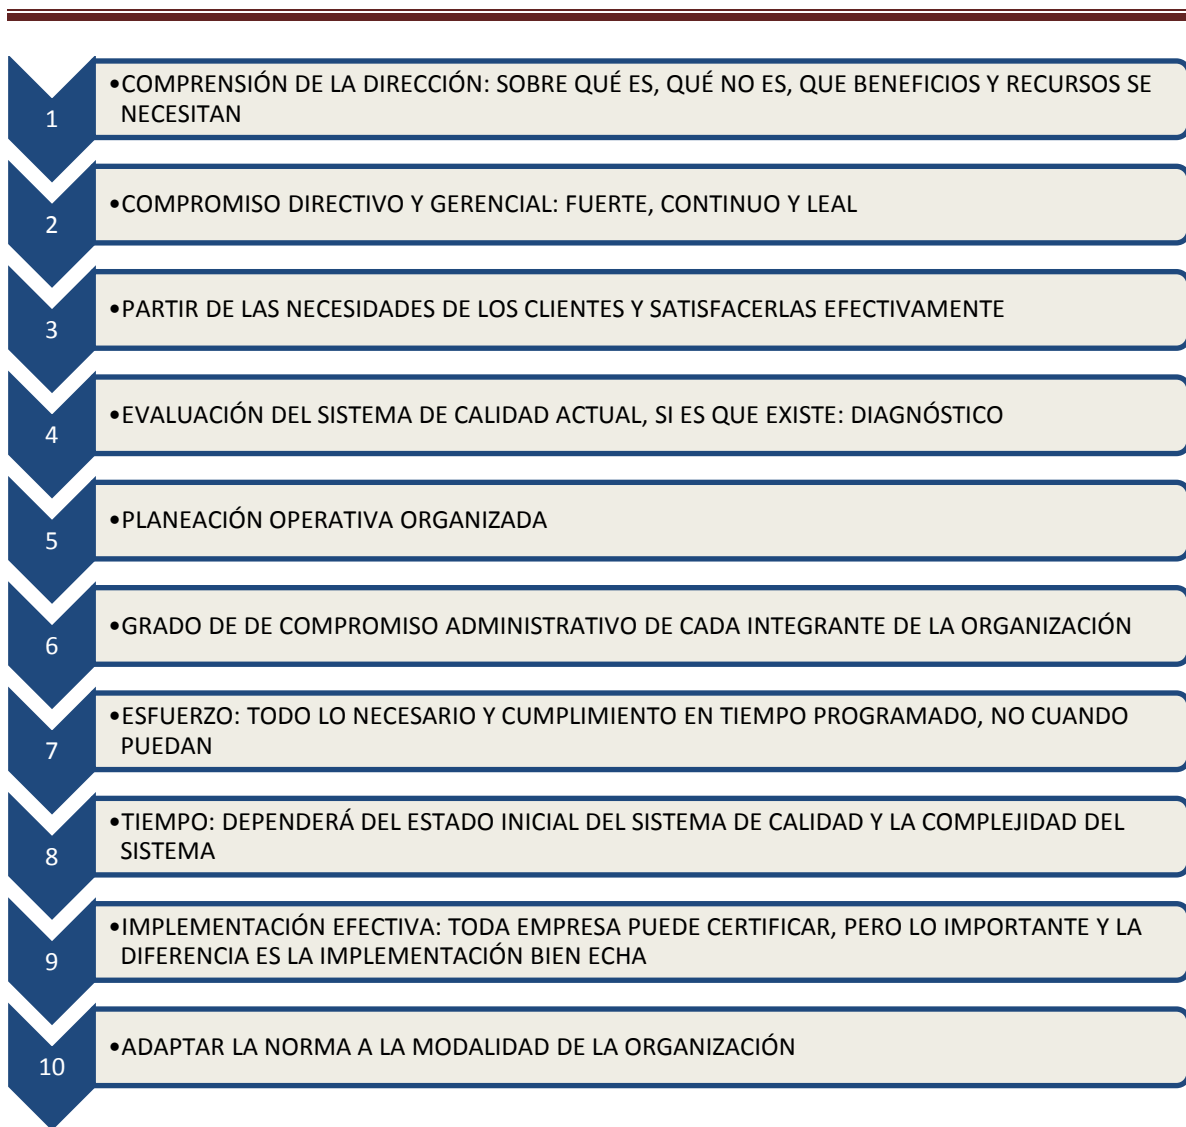 1
•COMPRENSIÓN DE LA DIRECCIÓN: SOBRE QUÉ ES, QUÉ NO ES, QUE BENEFICIOS Y RECURSOS SE
NECESITAN
2
•COMPROMISO DIRECTIVO Y GERENCIAL: FUERTE, CONTINUO Y LEAL
3
•PARTIR DE LAS NECESIDADES DE LOS CLIENTES Y SATISFACERLAS EFECTIVAMENTE
4
•EVALUACIÓN DEL SISTEMA DE CALIDAD ACTUAL, SI ES QUE EXISTE: DIAGNÓSTICO
5
•PLANEACIÓN OPERATIVA ORGANIZADA
6
•GRADO DE DE COMPROMISO ADMINISTRATIVO DE CADA INTEGRANTE DE LA ORGANIZACIÓN
7
•ESFUERZO: TODO LO NECESARIO Y CUMPLIMIENTO EN TIEMPO PROGRAMADO, NO CUANDO
PUEDAN
8
•TIEMPO: DEPENDERÁ DEL ESTADO INICIAL DEL SISTEMA DE CALIDAD Y LA COMPLEJIDAD DEL
SISTEMA
9
•IMPLEMENTACIÓN EFECTIVA: TODA EMPRESA PUEDE CERTIFICAR, PERO LO IMPORTANTE Y LA
DIFERENCIA ES LA IMPLEMENTACIÓN BIEN ECHA
10
•ADAPTAR LA NORMA A LA MODALIDAD DE LA ORGANIZACIÓN